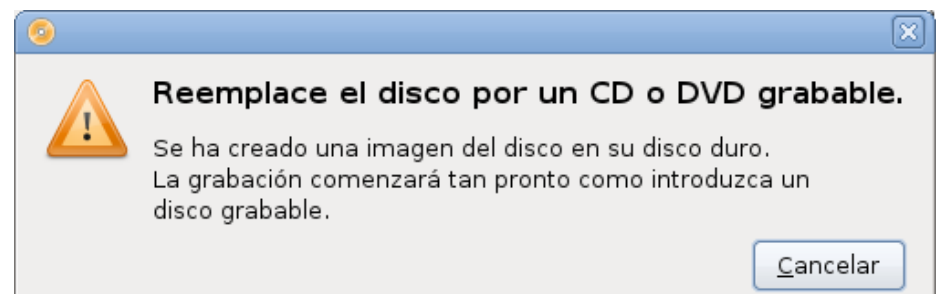 Reemplace el disco por un CD o DVD grabable.
Se ha creado una imagen del disco en su disco duro.
La grabación comenzará tan pronto como introduzca un
disco grabable.
Cancelar